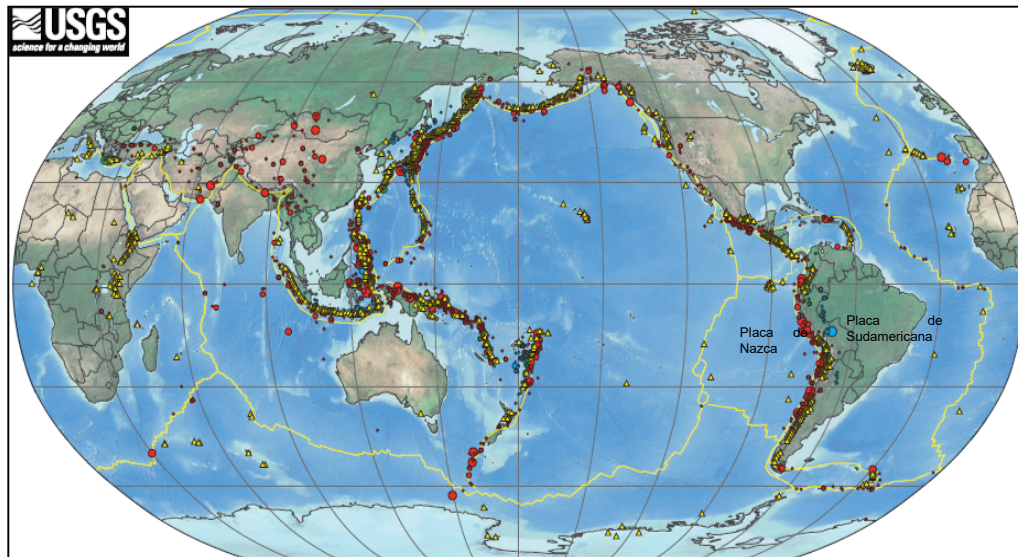 USGS
science for a changing world
Placa de
Nazca
Placa de
Sudamericana